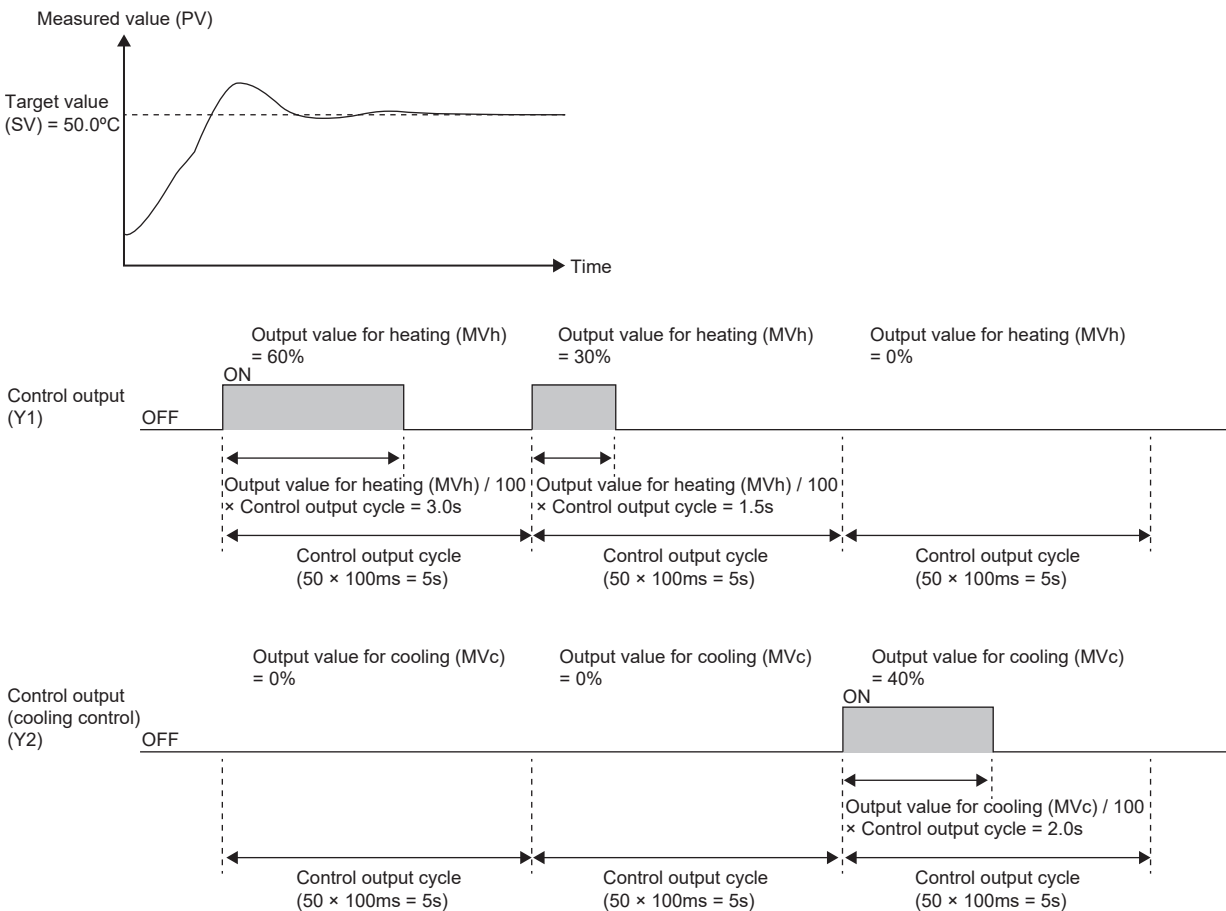 Measured value (PV)
Target value
(SV) = 50.0ºC
Time
Output value for heating (MVh)
= 60%
Output value for heating (MVh)
= 30%
Output value for heating (MVh)
= 0%
Control output
(Y1)
OFF
ON
Output value for heating (MVh) / 100
× Control output cycle = 3.0s
Output value for heating (MVh) / 100
× Control output cycle = 1.5s
Control output cycle
(50 × 100ms = 5s)
Control output cycle
(50 × 100ms = 5s)
Control output cycle
(50 × 100ms = 5s)
Output value for cooling (MVc)
= 0%
Output value for cooling (MVc)
= 0%
Output value for cooling (MVc)
= 40%
Control output
(cooling control)
(Y2)
OFF
ON
Output value for cooling (MVc) / 100
× Control output cycle = 2.0s
Control output cycle
(50 × 100ms = 5s)
Control output cycle
(50 × 100ms = 5s)
Control output cycle
(50 × 100ms = 5s)